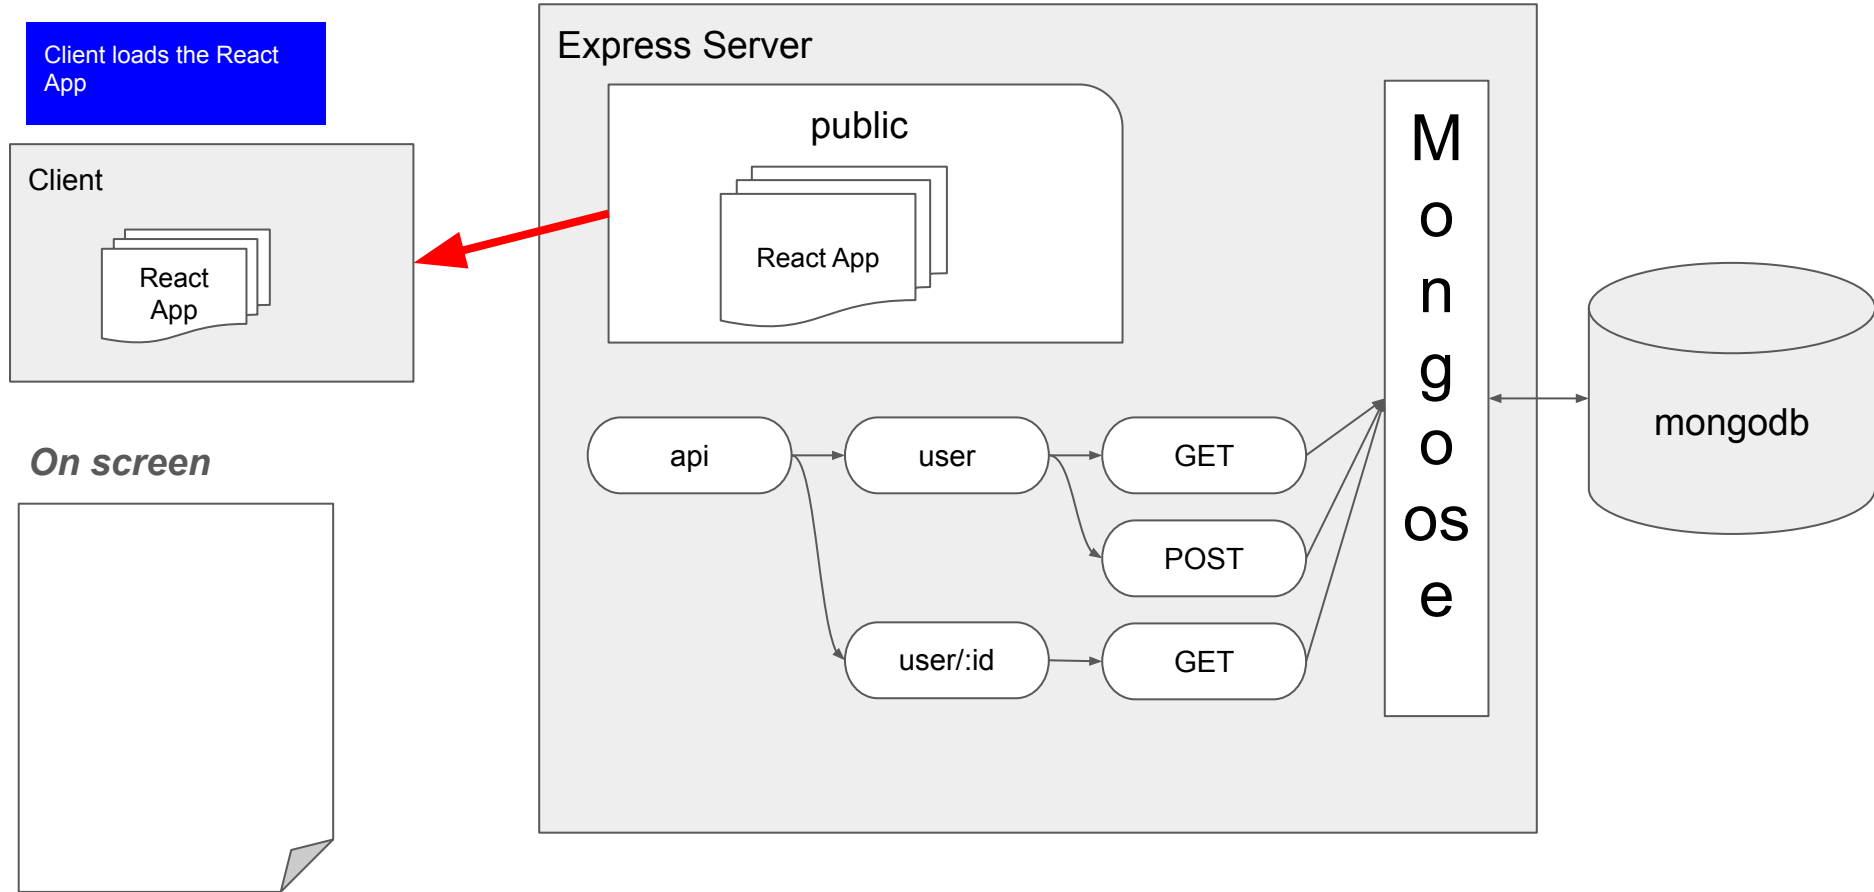 Client loads the React
App
Client
React
App
On screen
Express Server
public
React App
api
user
GET
POST
user/:id
GET
M
o
n
g
o
os
e
mongodb